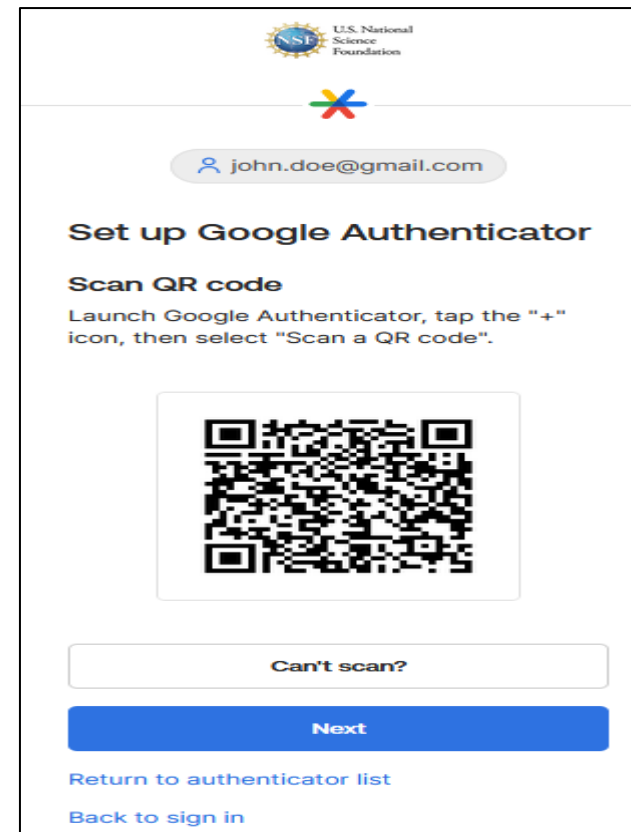 NSF
U.S. National
Science
Foundation
john.doe@gmail.com
Set up Google Authenticator
Scan QR code
Launch Google Authenticator, tap the "+"
icon, then select "Scan a QR code".
Can't scan?
Next
Return to authenticator list
Back to sign in